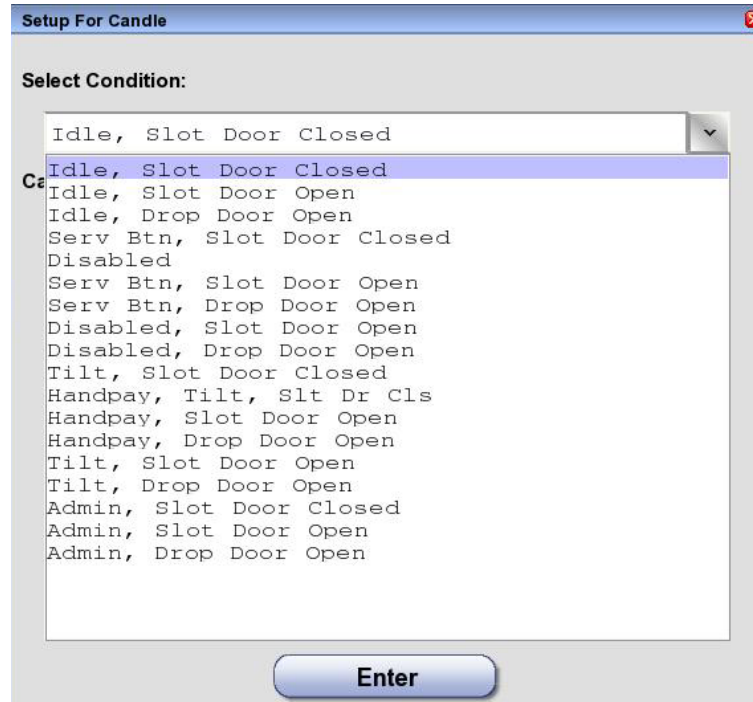 Setup For Candle
Select Condition:
Idle, Slot Door Closed
Ca
Idle, Slot Door Closed
Idle, Slot Door Open
Idle, Drop Door Open
Serv Btn, Slot Door Closed
Disabled
Serv Btn, Slot Door Open
Serv Btn, Drop Door Open
Disabled, Slot Door Open
Disabled, Drop Door Open
Tilt, Slot Door Closed
Handpay, Tilt, Slt Dr Cls
Handpay, Slot Door Open
Handpay, Drop Door Open
Tilt, Slot Door Open
Tilt, Drop Door Open
Admin, Slot Door Closed
Admin, Slot Door Open
Admin, Drop Door Open
Enter